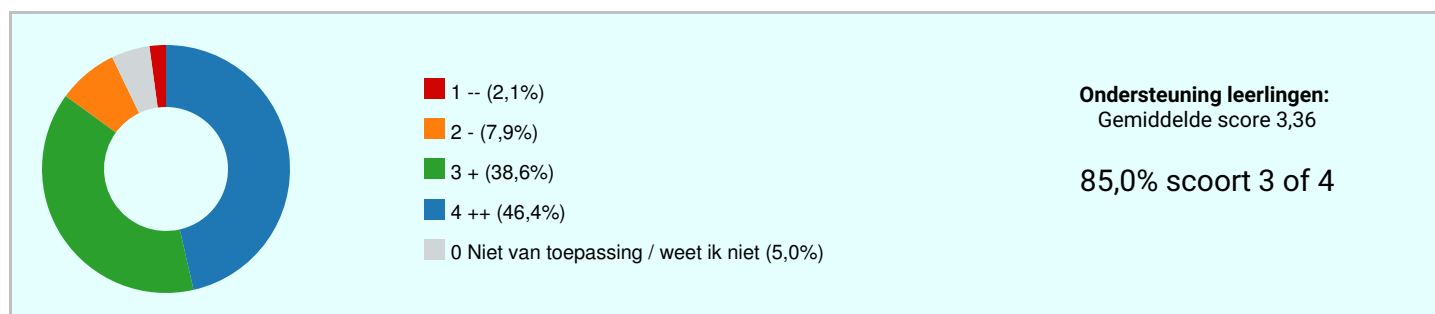 1 -- (2,1%)
2 - (7,9%)
3 + (38,6%)
4 ++ (46,4%)
0 Niet van toepassing / weet ik niet (5,0%)
Ondersteuning leerlingen:
Gemiddelde score 3,36
85,0% scoort 3 of 4